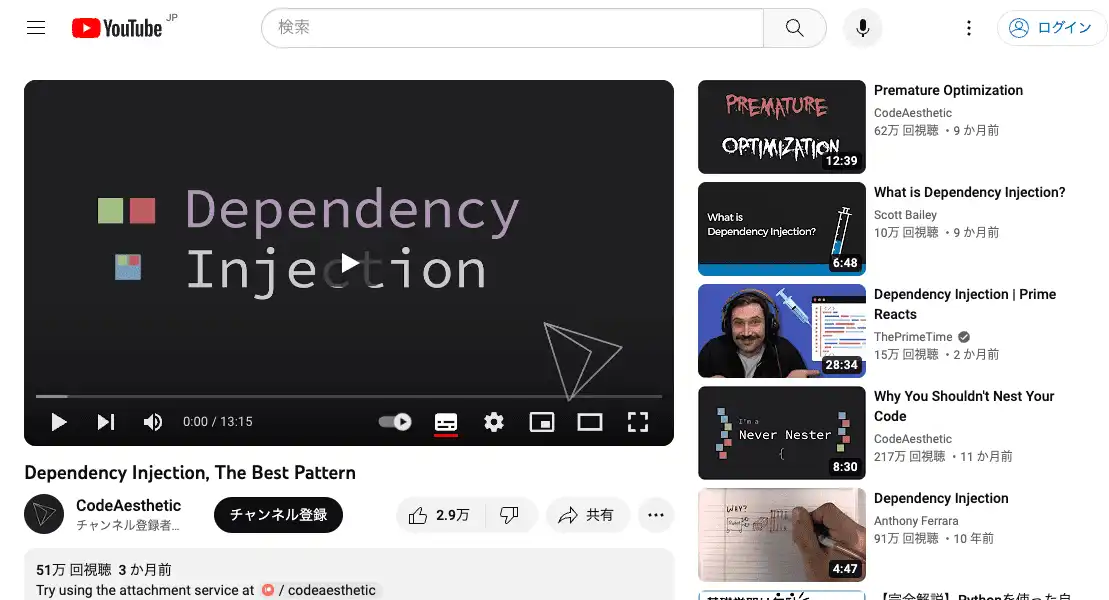 YouTube JP
検索
ログイン
Dependency
Injection
0:00 / 13:15
Dependency Injection, The Best Pattern
CodeAesthetic
チャンネル登録者...
チャンネル登録
2.9万
共有
51万 回視聴 3 か月前
Try using the attachment service at / codeaesthetic
PREMATURE
OPTIMIZATION
12:39
Premature Optimization
CodeAesthetic
62万 回視聴 ・9 か月前
What is
Dependency Injection?
6:48
What is Dependency Injection?
Scott Bailey
10万 回視聴 ・9 か月前
28:34
Dependency Injection | Prime
Reacts
ThePrimeTime
15万 回視聴 ・2 か月前
I'm a
Never Nester
{
8:30
Why You Shouldn't Nest Your
Code
CodeAesthetic
217万 回視聴 ・11 か月前
WHY?
4:47
Dependency Injection
Anthony Ferrara
91万 回視聴 ・10 年前
【完全解説】Pythonを使った自